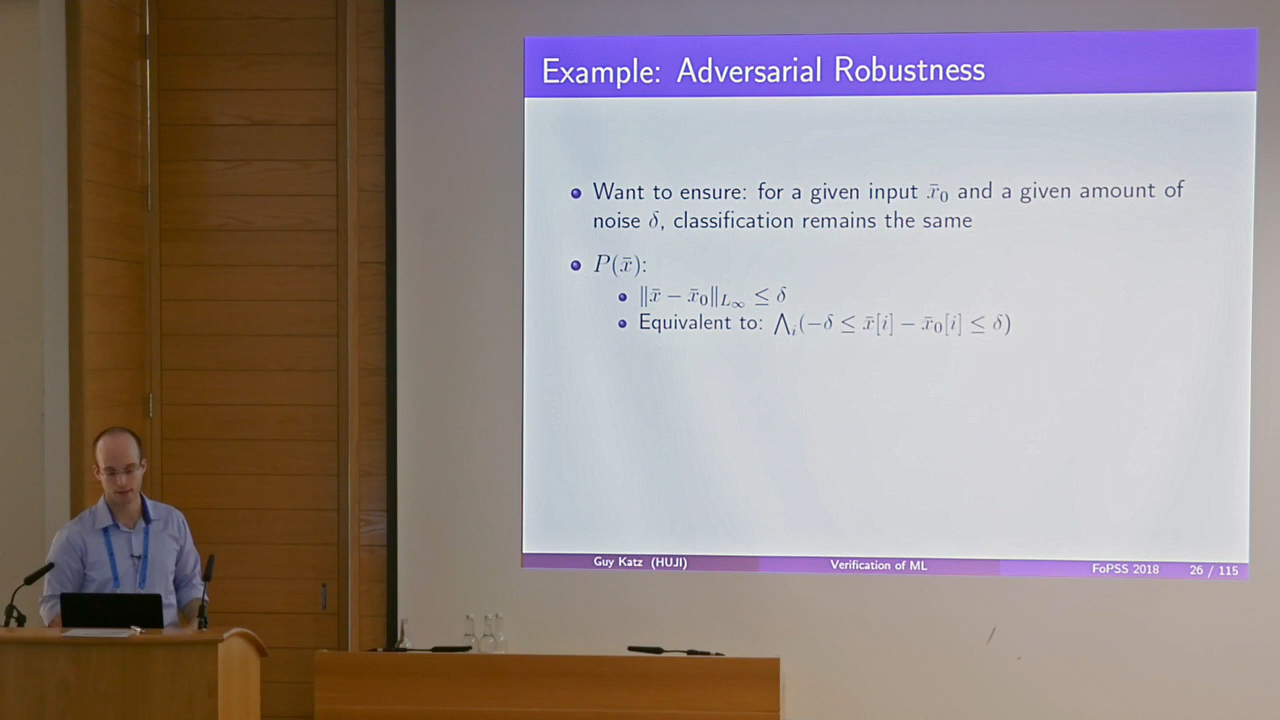 Example: Adversarial Robustness
Want to ensure: for a given input x̄₀ and a given amount of
noise δ, classification remains the same
P(x̄):
‖x̄ − x̄₀‖_{L∞} ≤ δ
Equivalent to: ⋀ᵢ(−δ ≤ x̄[i] − x̄₀[i] ≤ δ)
Guy Katz (HUJI) Verification of ML FoPSS 2018 26 / 115